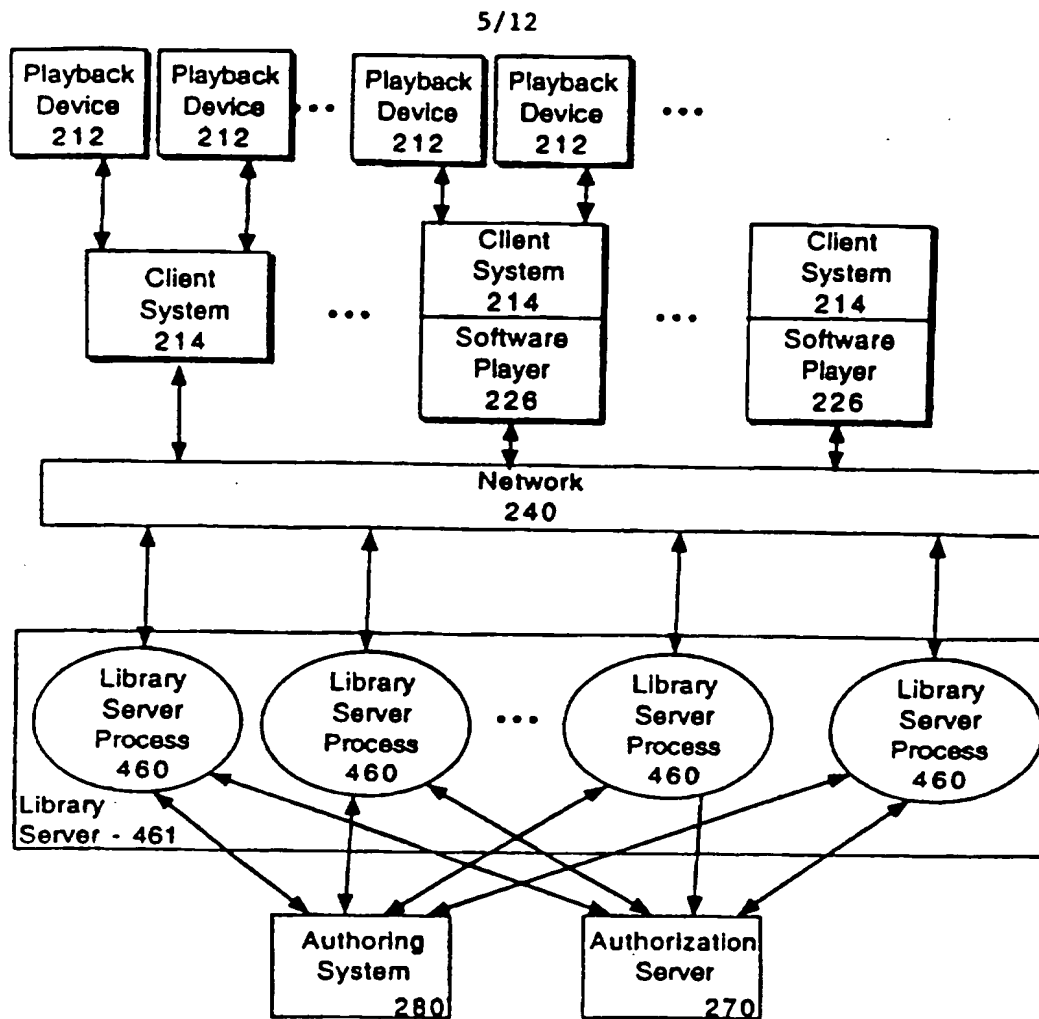 5/12
Playback
Device
212
Playback
Device
212
...
Playback
Device
212
Playback
Device
212
...
Client
System
214
...
Client
System
214
Software
Player
226
...
Client
System
214
Software
Player
226
Network
240
Library
Server
Process
460
Library
Server
Process
460
...
Library
Server
Process
460
Library
Server
Process
460
Library
Server - 461
Authoring
System
280
Authorization
Server
270